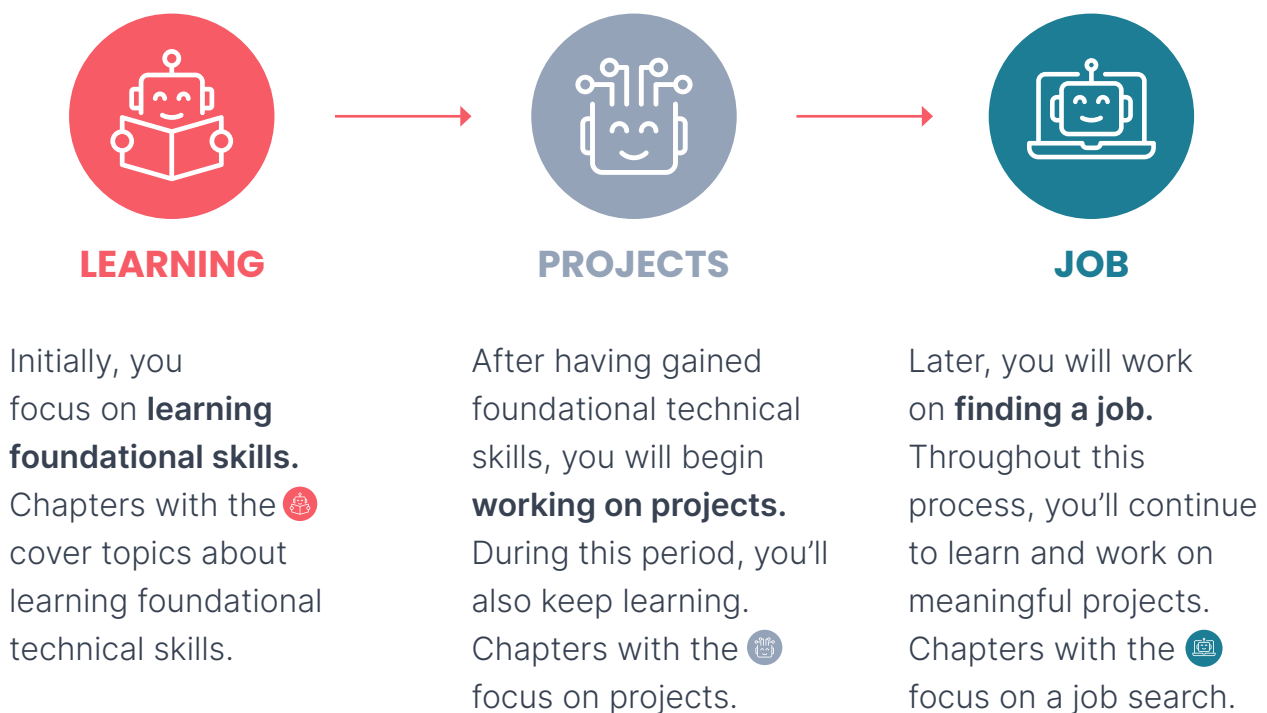 LEARNING
Initially, you
focus on learning
foundational skills.
Chapters with the
cover topics about
learning foundational
technical skills.
PROJECTS
After having gained
foundational technical
skills, you will begin
working on projects.
During this period, you’ll
also keep learning.
Chapters with the
focus on projects.
JOB
Later, you will work
on finding a job.
Throughout this
process, you’ll continue
to learn and work on
meaningful projects.
Chapters with the
focus on a job search.